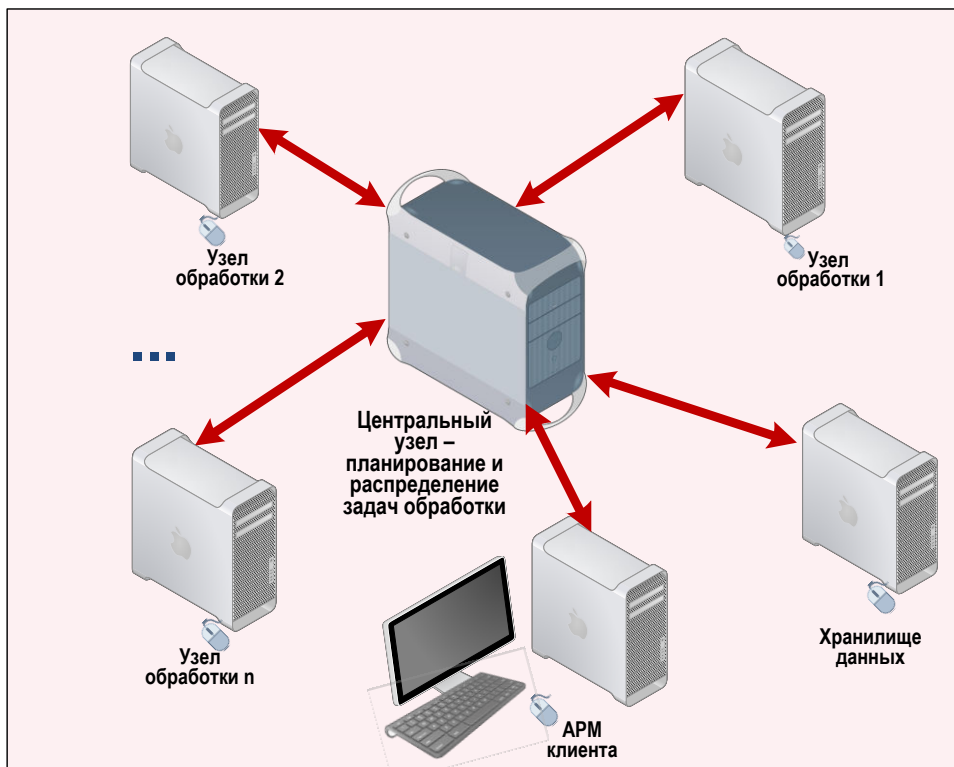 Узел
обработки 2
Узел
обработки 1
...
Центральный
узел –
планирование и
распределение
задач обработки
Узел
обработки n
Хранилище
данных
АРМ
клиента